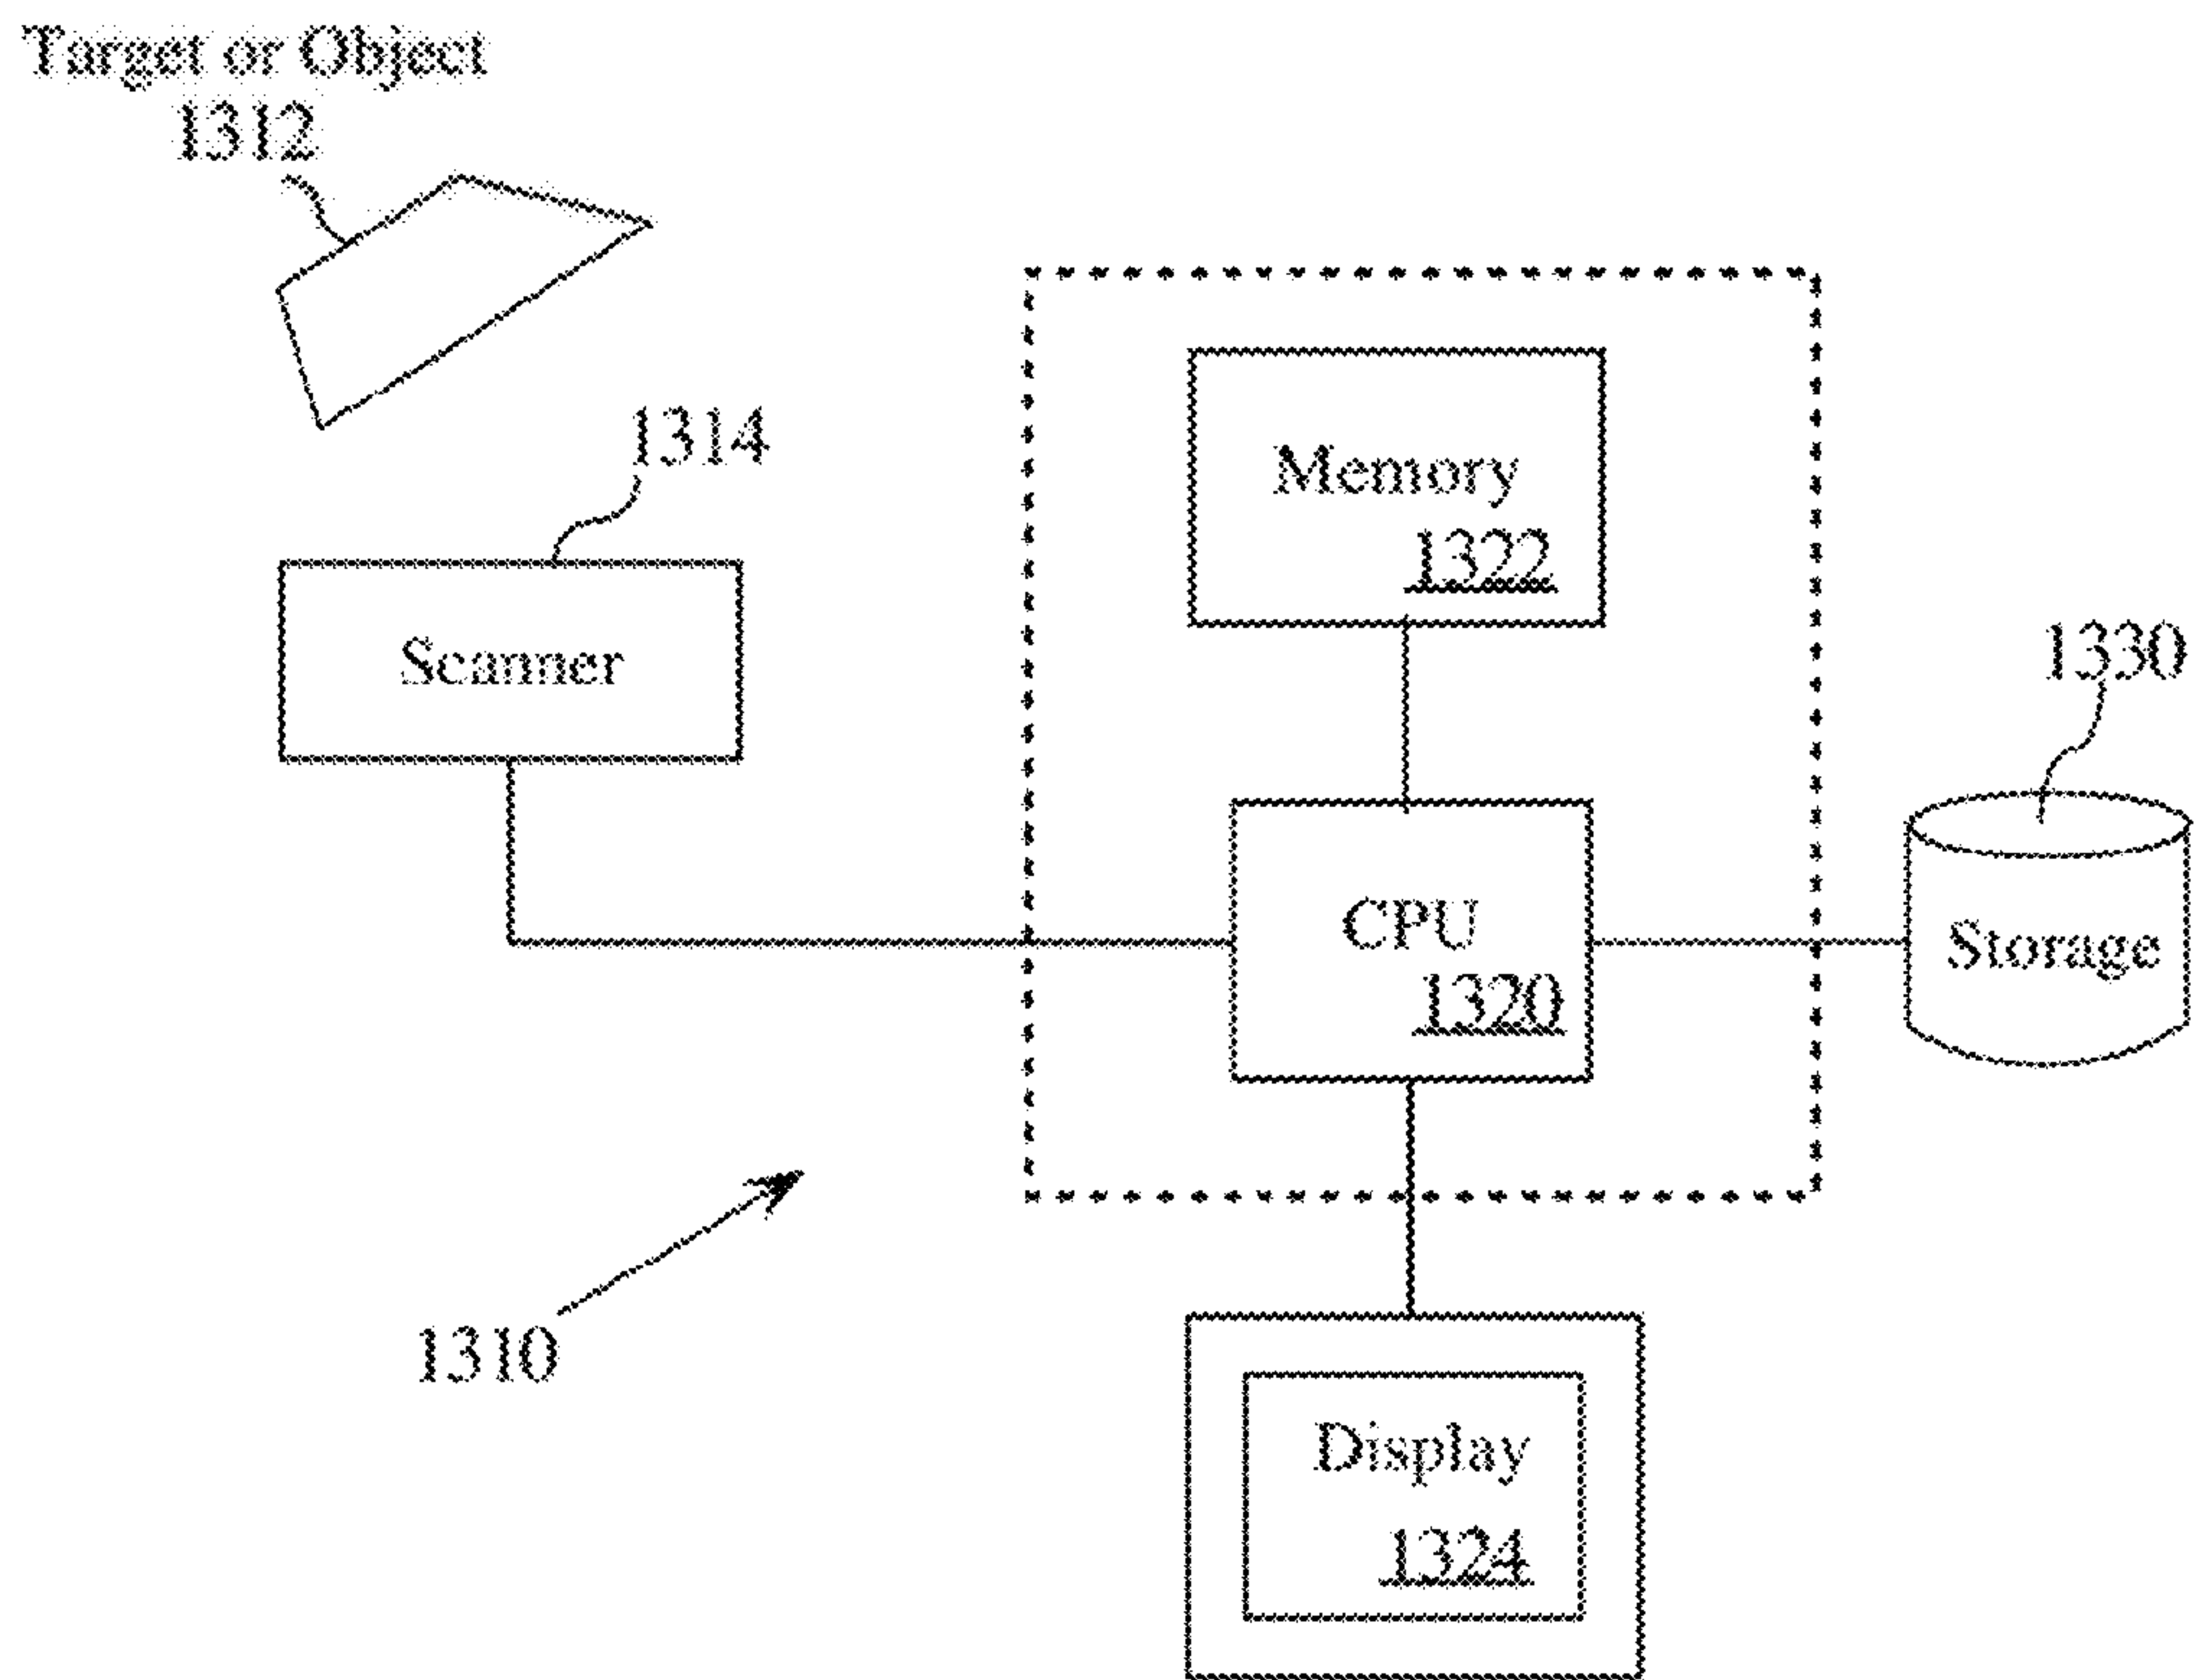 Target or Object
1312
1314
Scanner
Memory
1322
1330
CPU
1320
Storage
1310
Display
1324